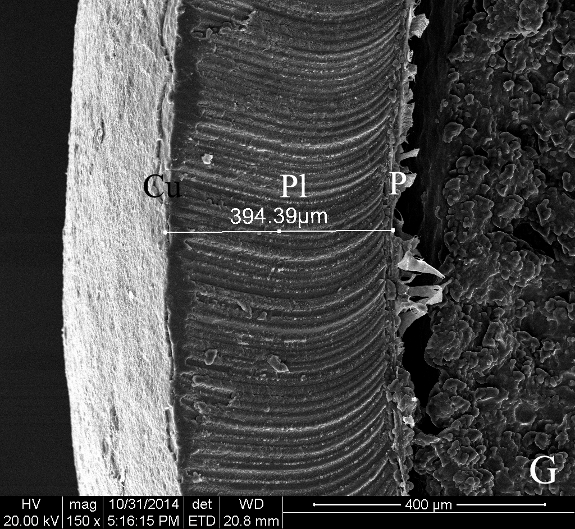 Cu Pl P
394.39µm
G
HV mag 10/31/2014 det WD 400 µm
20.00 kV 150 x 5:16:15 PM ETD 20.8 mm